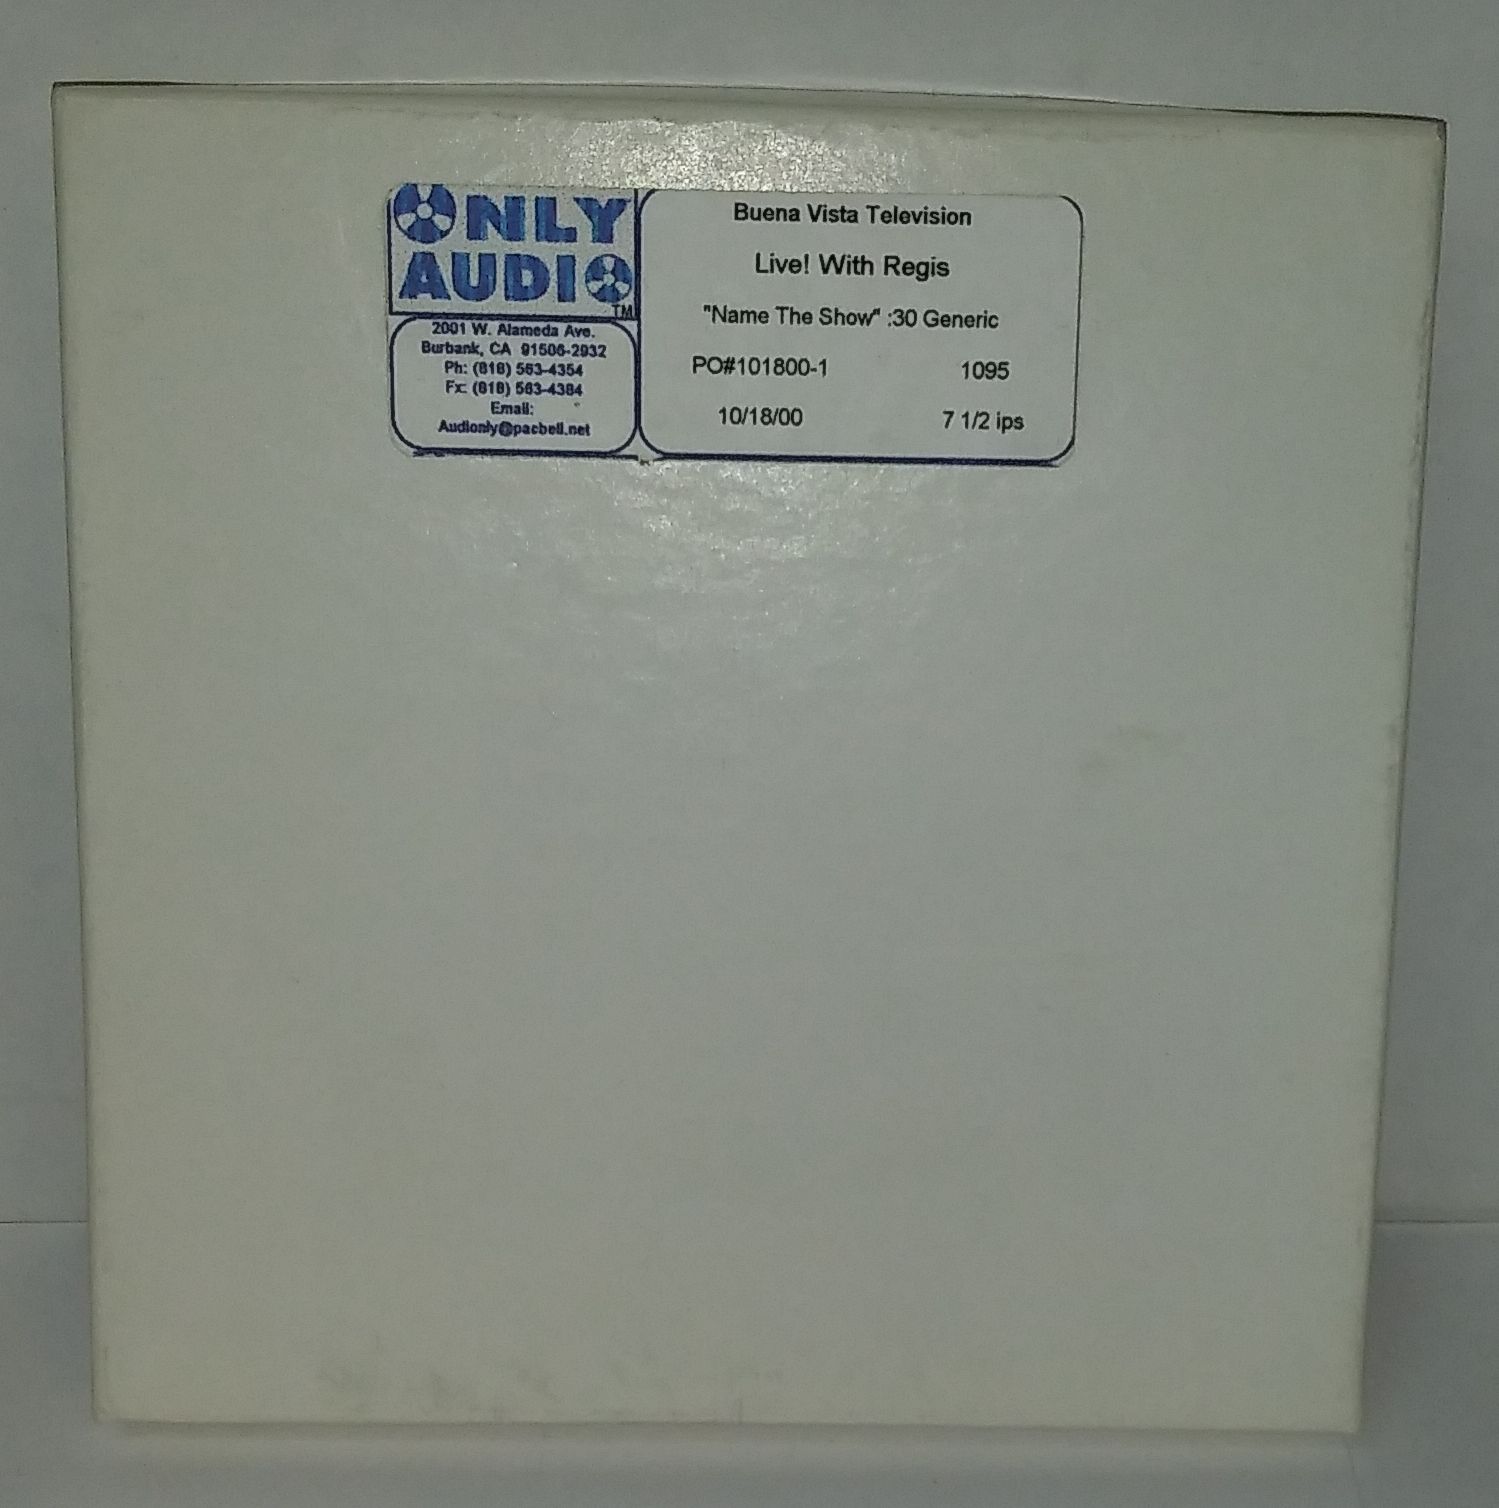 ONLY
AUDIO
TM
2001 W. Alameda Ave.
Burbank, CA 91506-2932
Ph: (818) 563-4354
Fx: (818) 563-4384
Email:
Audionly@pacbell.net
Buena Vista Television
Live! With Regis
"Name The Show" :30 Generic
PO#101800-1 1095
10/18/00 7 1/2 ips